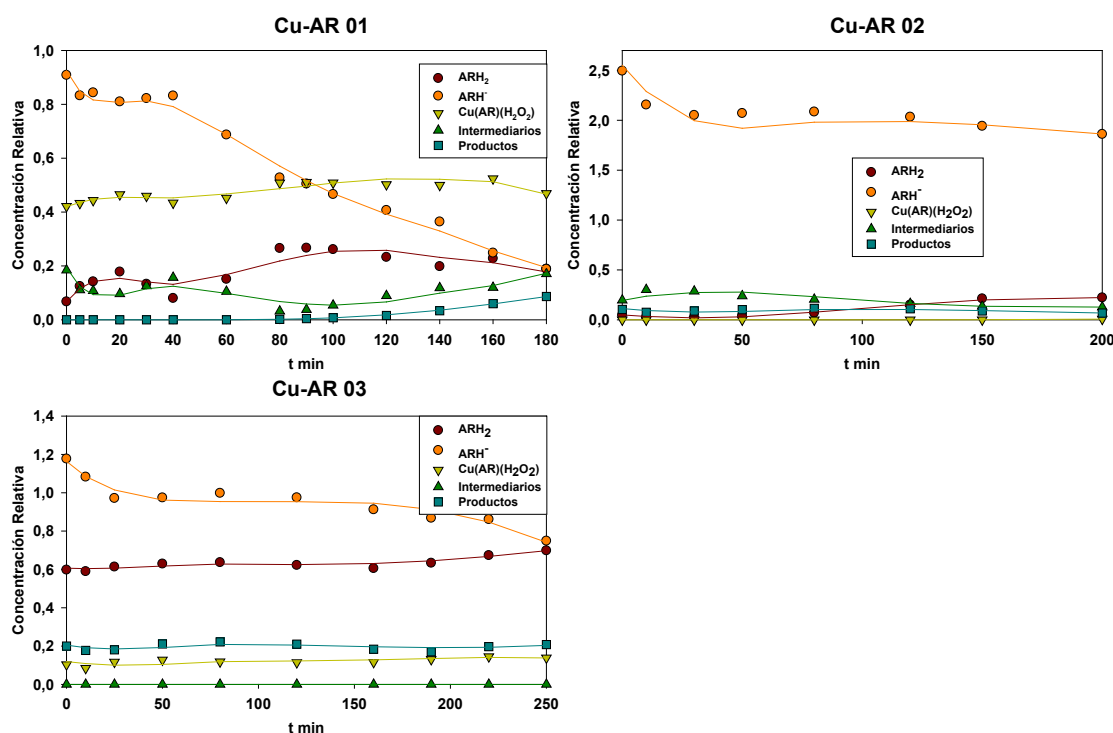 Cu-AR 01
Concentración Relativa
1,0
0,8
0,6
0,4
0,2
0,0
ARH₂
ARH⁻
Cu(AR)(H₂O₂)
Intermediarios
Productos
0 20 40 60 80 100 120 140 160 180
t min
Cu-AR 02
Concentración Relativa
2,5
2,0
1,5
1,0
0,5
0,0
ARH₂
ARH⁻
Cu(AR)(H₂O₂)
Intermediarios
Productos
0 50 100 150 200
t min
Cu-AR 03
Concentración Relativa
1,4
1,2
1,0
0,8
0,6
0,4
0,2
0,0
ARH₂
ARH⁻
Cu(AR)(H₂O₂)
Intermediarios
Productos
0 50 100 150 200 250
t min